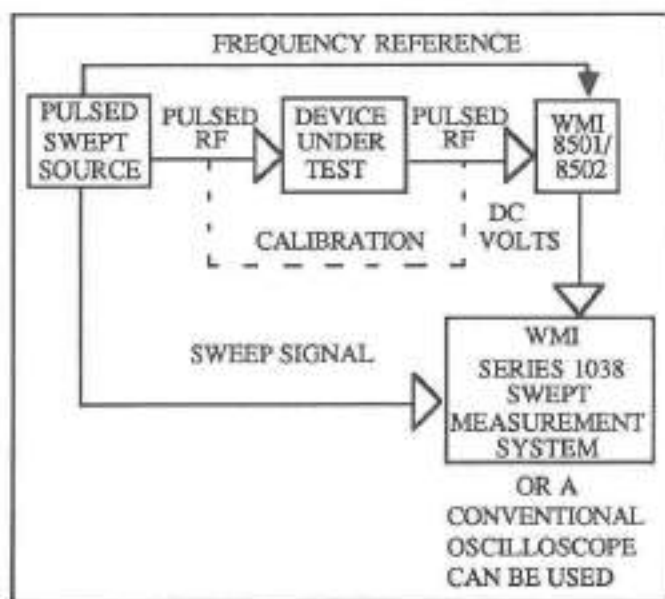 FREQUENCY REFERENCE
PULSED
SWEPT
SOURCE
PULSED
RF
DEVICE
UNDER
TEST
PULSED
RF
WMI
8501/
8502
CALIBRATION
DC
VOLTS
SWEEP SIGNAL
WMI
SERIES 1038
SWEPT
MEASUREMENT
SYSTEM
OR A
CONVENTIONAL
OSCILLOSCOPE
CAN BE USED